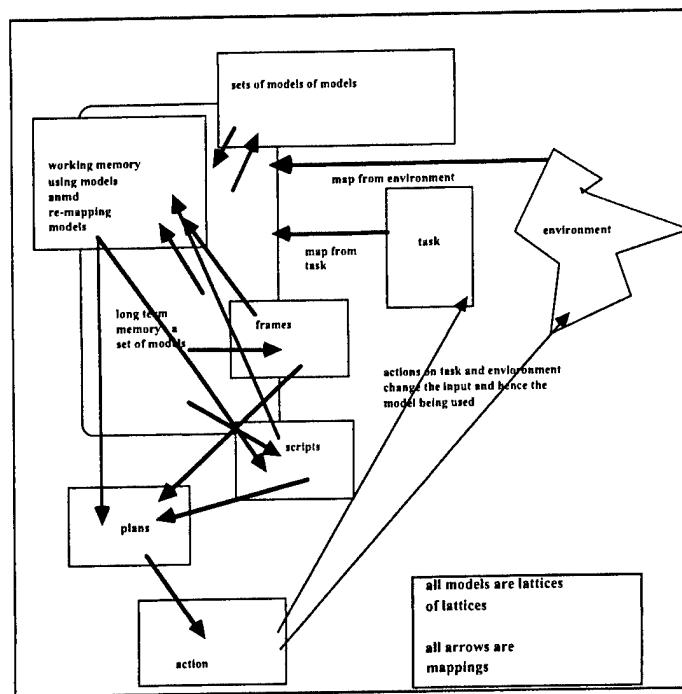 sets of models of models
working memory
using models
anmd
re-mapping
models
map from environment
environment
task
map from
task
long term
memory - a
set of models
frames
actions on task and enviornment
change the input and hence the
model being used
scripts
plans
action
all models are lattices
of lattices
all arrows are
mappings